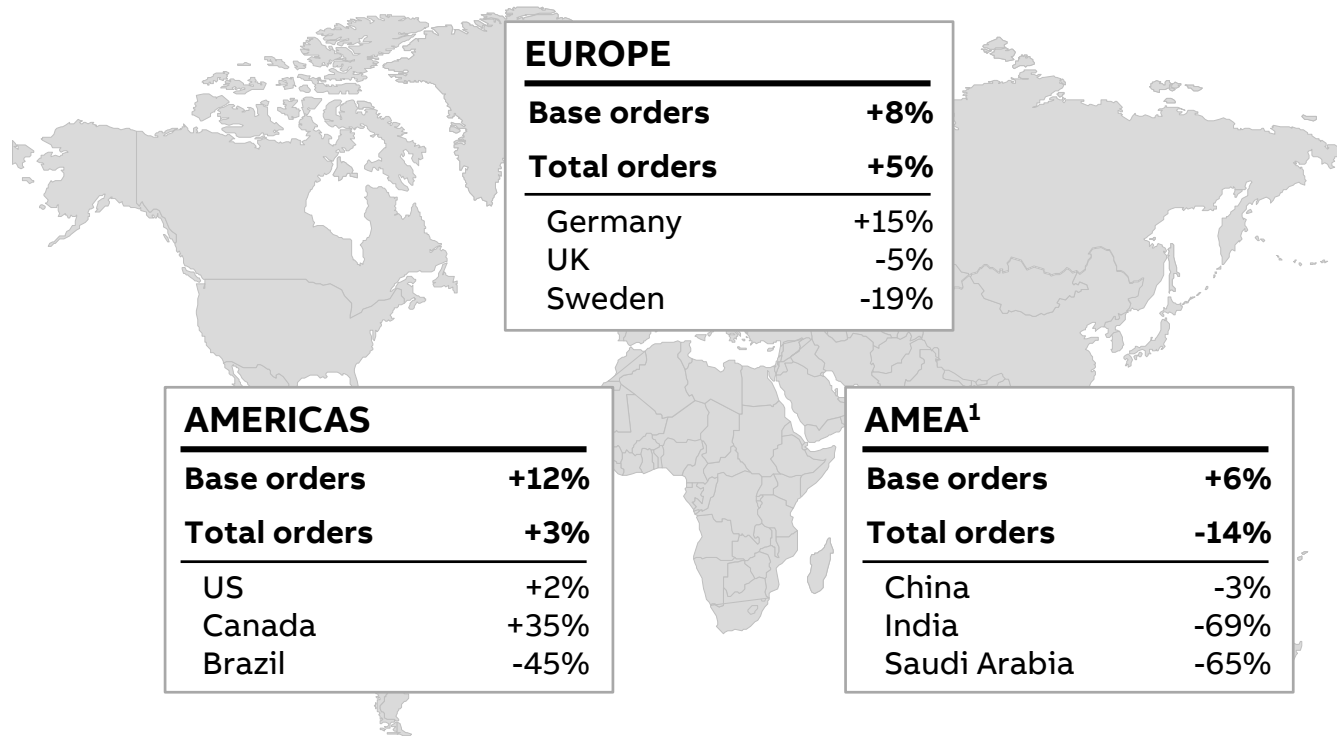 EUROPE
Base orders +8%
Total orders +5%
Germany +15%
UK -5%
Sweden -19%
AMERICAS
Base orders +12%
Total orders +3%
US +2%
Canada +35%
Brazil -45%
AMEA¹
Base orders +6%
Total orders -14%
China -3%
India -69%
Saudi Arabia -65%